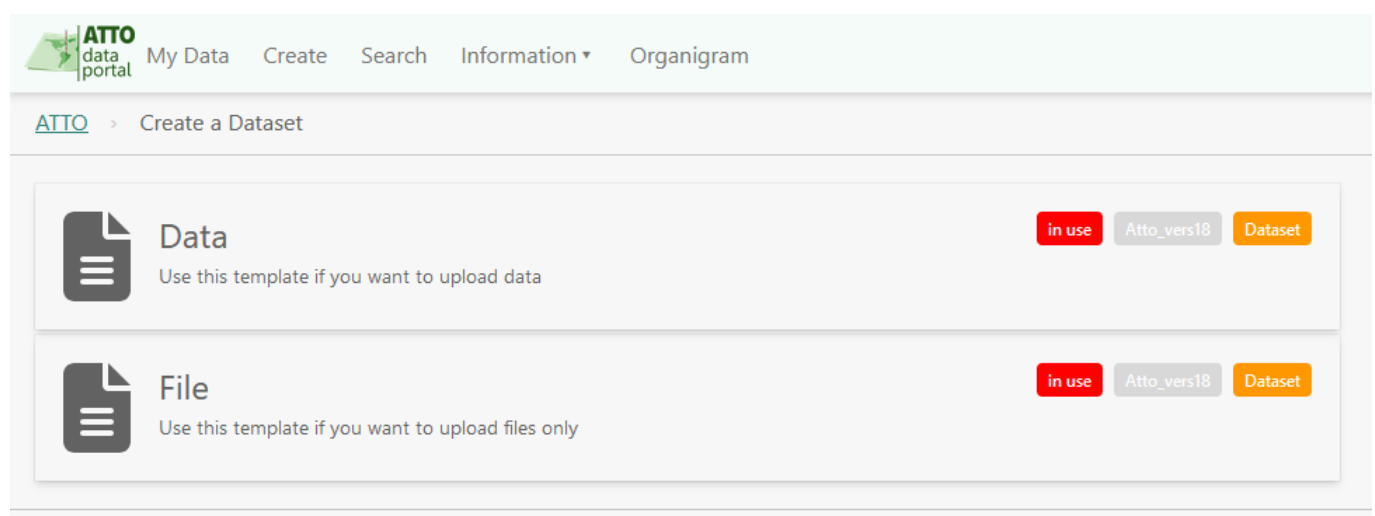 ATTO
data
portal
My Data Create Search Information ▾ Organigram
ATTO › Create a Dataset
Data
in use Atto_vers18 Dataset
Use this template if you want to upload data
File
in use Atto_vers18 Dataset
Use this template if you want to upload files only